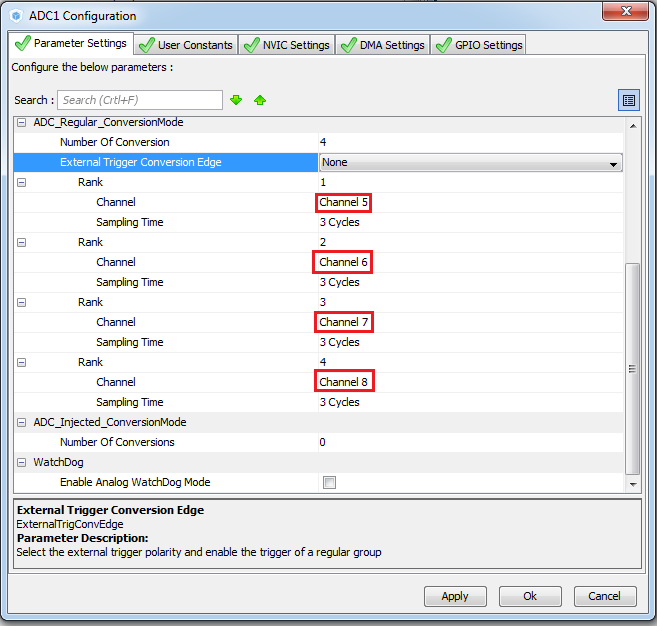 ADC1 Configuration
Parameter Settings User Constants NVIC Settings DMA Settings GPIO Settings
Configure the below parameters :
Search : Search (Crtl+F)
ADC_Regular_ConversionMode
Number Of Conversion 4
External Trigger Conversion Edge None
Rank 1
Channel Channel 5
Sampling Time 3 Cycles
Rank 2
Channel Channel 6
Sampling Time 3 Cycles
Rank 3
Channel Channel 7
Sampling Time 3 Cycles
Rank 4
Channel Channel 8
Sampling Time 3 Cycles
ADC_Injected_ConversionMode
Number Of Conversions 0
WatchDog
Enable Analog WatchDog Mode
External Trigger Conversion Edge
ExternalTrigConvEdge
Parameter Description:
Select the external trigger polarity and enable the trigger of a regular group
Apply Ok Cancel